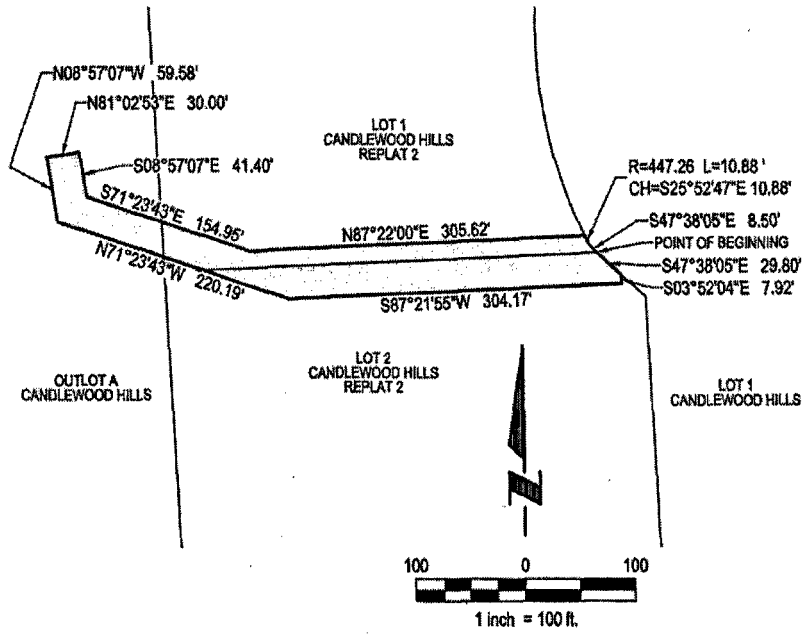 N08°57'07"W 59.58'
N81°02'53"E 30.00'
S08°57'07"E 41.40'
S71°23'43"E 154.95'
N71°23'43"W 220.19'
LOT 1
CANDLEWOOD HILLS
REPLAT 2
N87°22'00"E 305.62'
R=447.26 L=10.88'
CH=S25°52'47"E 10.88'
S47°38'05"E 8.50'
POINT OF BEGINNING
S47°38'05"E 29.80'
S03°52'04"E 7.92'
S87°21'55"W 304.17'
OUTLOT A
CANDLEWOOD HILLS
LOT 2
CANDLEWOOD HILLS
REPLAT 2
LOT 1
CANDLEWOOD HILLS
N
100 0 100
1 inch = 100 ft.